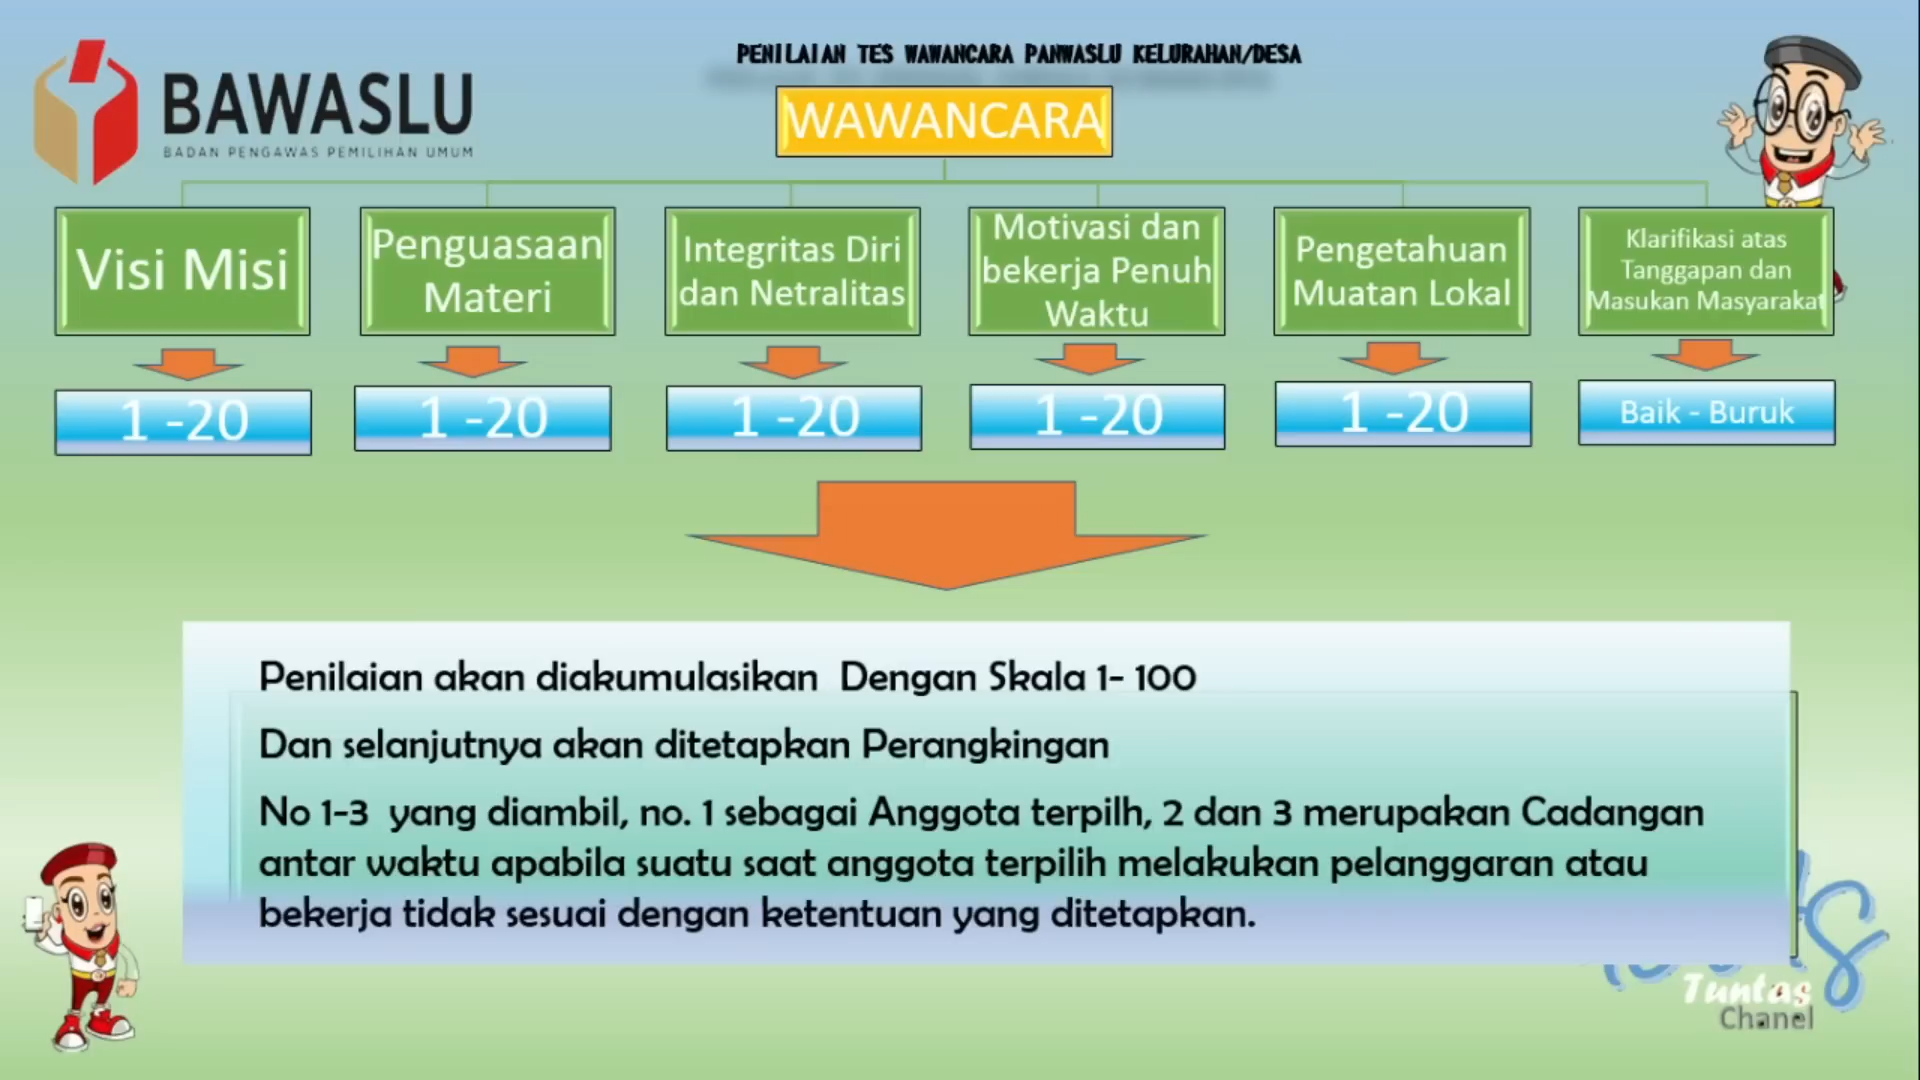 PENILAIAN TES WAWANCARA PANWASLU KELURAHAN/DESA
BAWASLU
BADAN PENGAWAS PEMILIHAN UMUM
WAWANCARA
Visi Misi
Penguasaan
Materi
Integritas Diri
dan Netralitas
Motivasi dan
bekerja Penuh
Waktu
Pengetahuan
Muatan Lokal
Klarifikasi atas
Tanggapan dan
Masukan Masyarakat
1 -20
1 -20
1 -20
1 -20
1 -20
Baik - Buruk
Penilaian akan diakumulasikan Dengan Skala 1- 100
Dan selanjutnya akan ditetapkan Perangkingan
No 1-3 yang diambil, no. 1 sebagai Anggota terpilh, 2 dan 3 merupakan Cadangan
antar waktu apabila suatu saat anggota terpilih melakukan pelanggaran atau
bekerja tidak sesuai dengan ketentuan yang ditetapkan.
Tuntas
Chanel